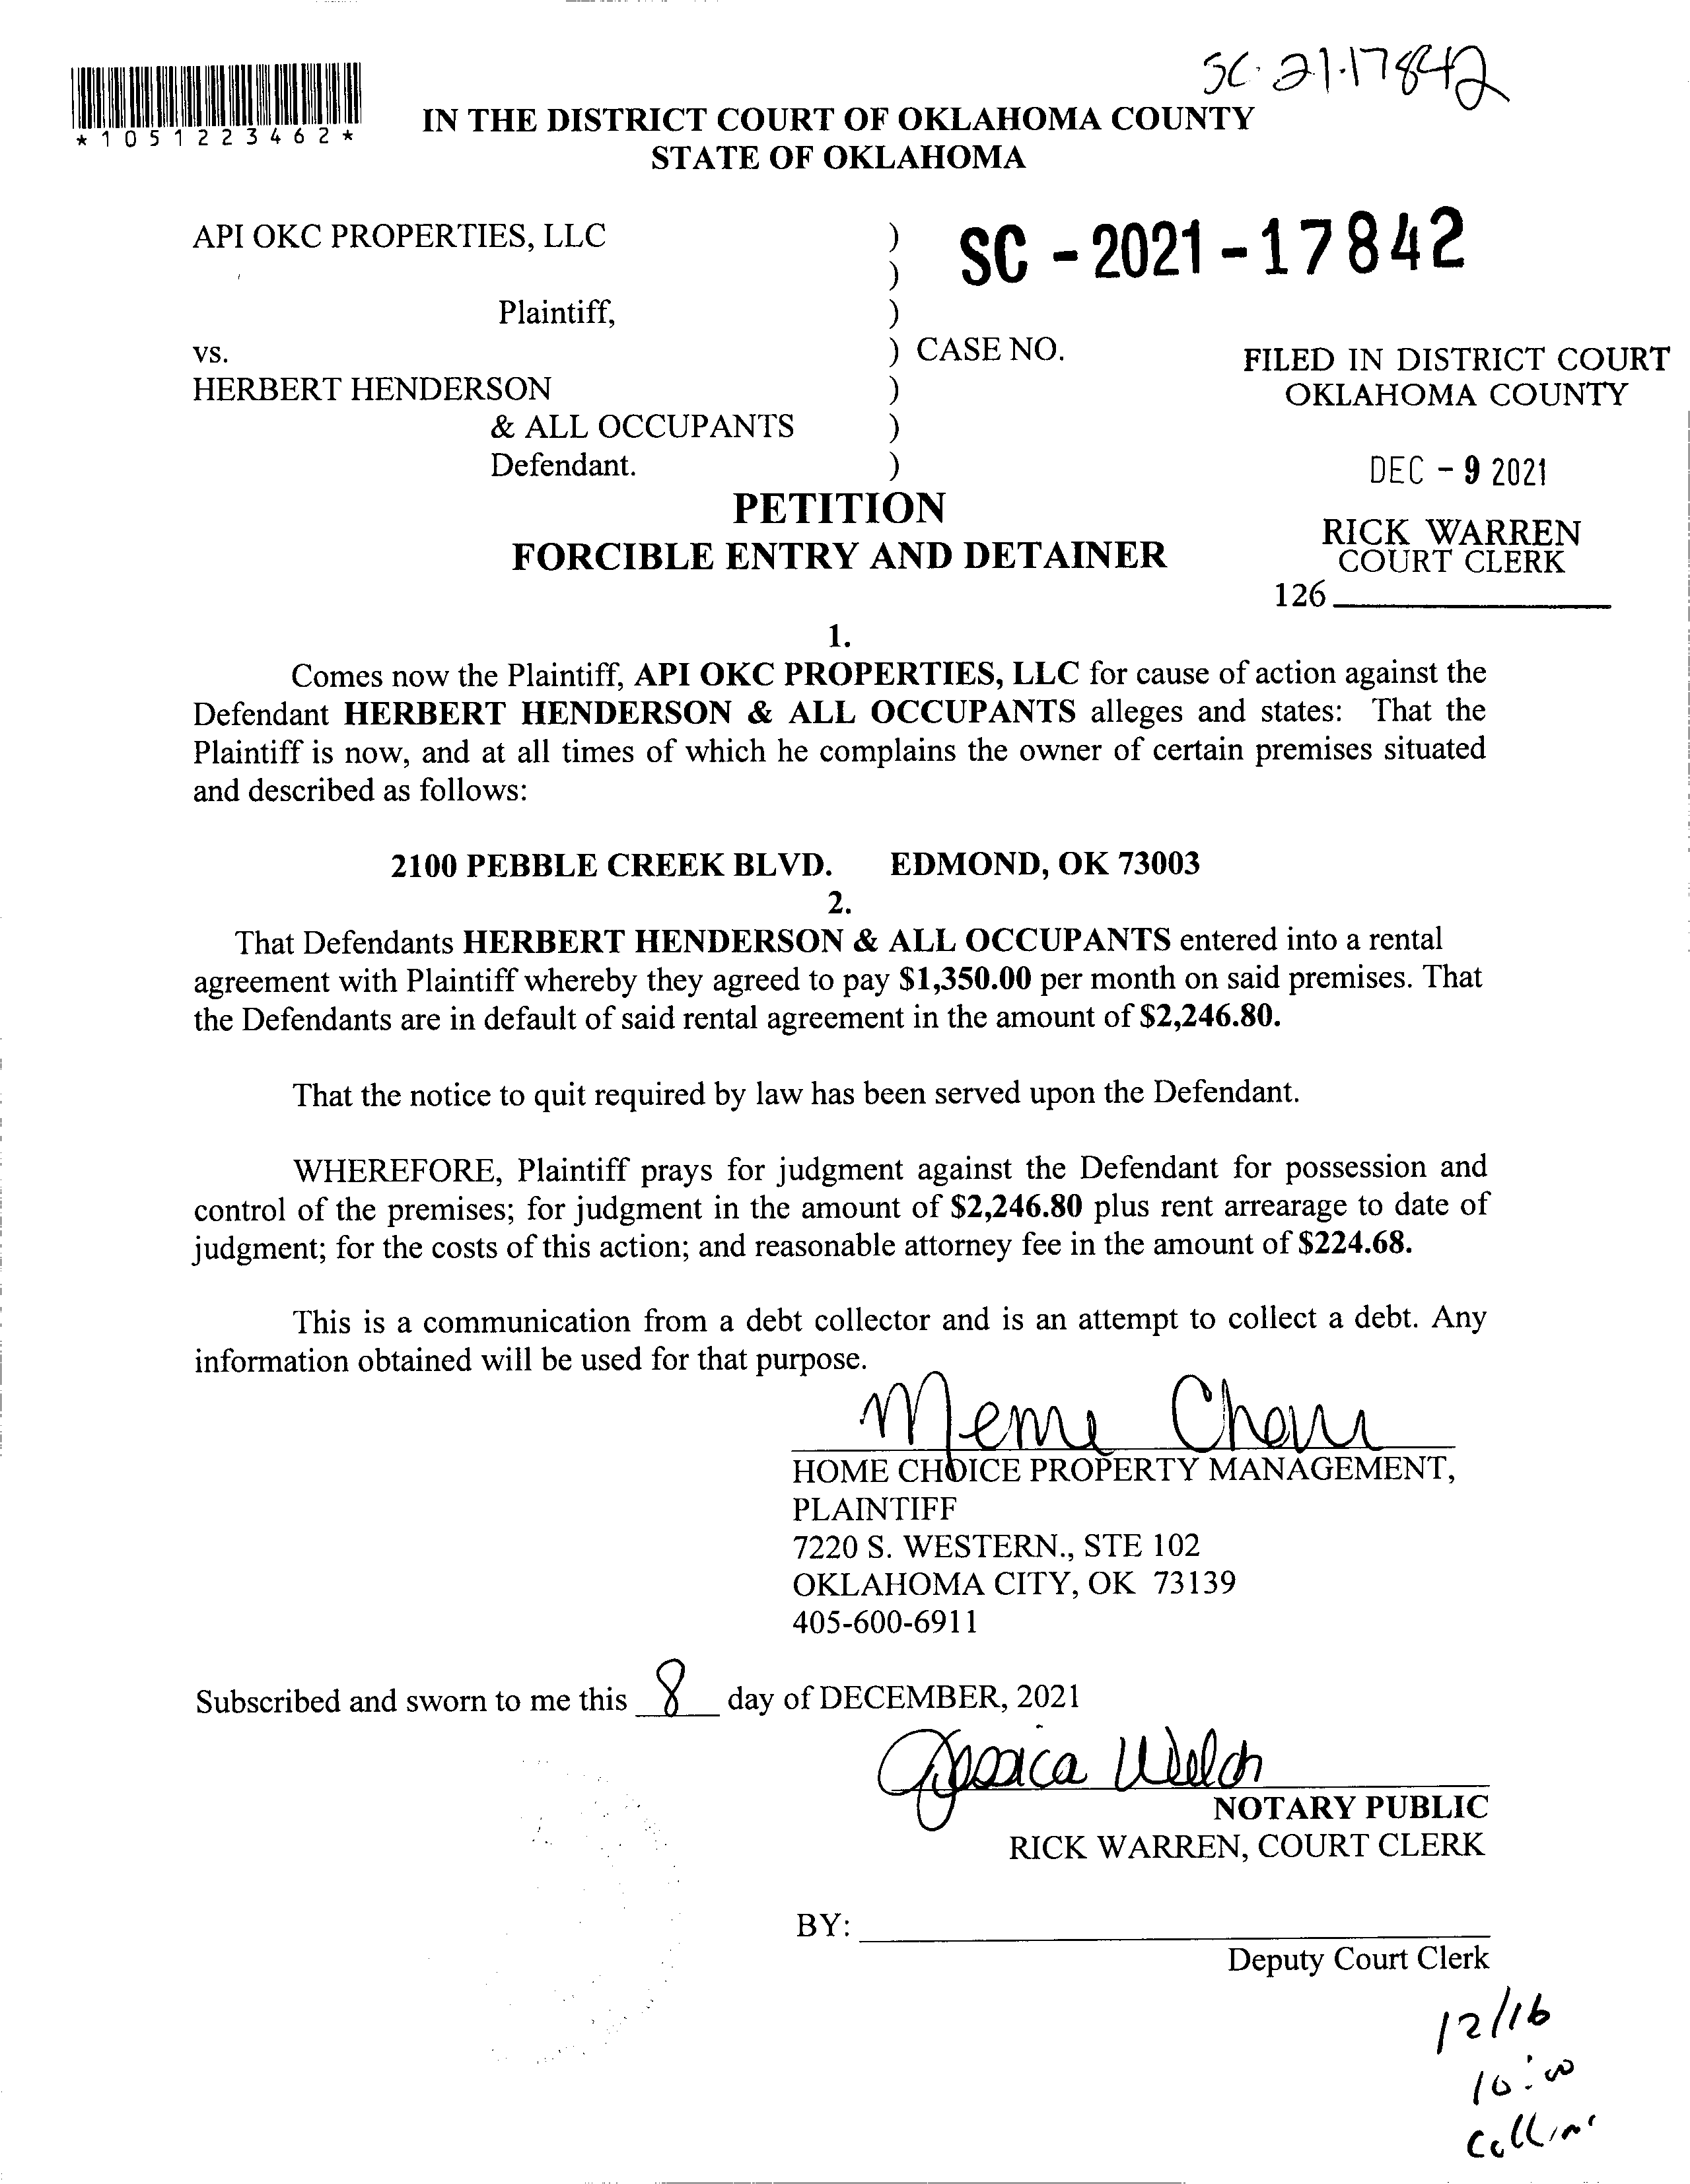 SC-21-17842
*1051223462*
IN THE DISTRICT COURT OF OKLAHOMA COUNTY
STATE OF OKLAHOMA
API OKC PROPERTIES, LLC )
) SC - 2021 - 17842
Plaintiff, )
vs. ) CASE NO.
FILED IN DISTRICT COURT
HERBERT HENDERSON )
OKLAHOMA COUNTY
& ALL OCCUPANTS )
Defendant. )
DEC - 9 2021
PETITION
FORCIBLE ENTRY AND DETAINER
RICK WARREN
COURT CLERK
126
1.
Comes now the Plaintiff, API OKC PROPERTIES, LLC for cause of action against the
Defendant HERBERT HENDERSON & ALL OCCUPANTS alleges and states: That the
Plaintiff is now, and at all times of which he complains the owner of certain premises situated
and described as follows:
2100 PEBBLE CREEK BLVD. EDMOND, OK 73003
2.
That Defendants HERBERT HENDERSON & ALL OCCUPANTS entered into a rental
agreement with Plaintiff whereby they agreed to pay $1,350.00 per month on said premises. That
the Defendants are in default of said rental agreement in the amount of $2,246.80.
That the notice to quit required by law has been served upon the Defendant.
WHEREFORE, Plaintiff prays for judgment against the Defendant for possession and
control of the premises; for judgment in the amount of $2,246.80 plus rent arrearage to date of
judgment; for the costs of this action; and reasonable attorney fee in the amount of $224.68.
This is a communication from a debt collector and is an attempt to collect a debt. Any
information obtained will be used for that purpose.
HOME CHOICE PROPERTY MANAGEMENT,
PLAINTIFF
7220 S. WESTERN., STE 102
OKLAHOMA CITY, OK 73139
405-600-6911
Subscribed and sworn to me this 8 day of DECEMBER, 2021
Jessica Welch
NOTARY PUBLIC
RICK WARREN, COURT CLERK
BY:
Deputy Court Clerk
12/16
10:00
Collins